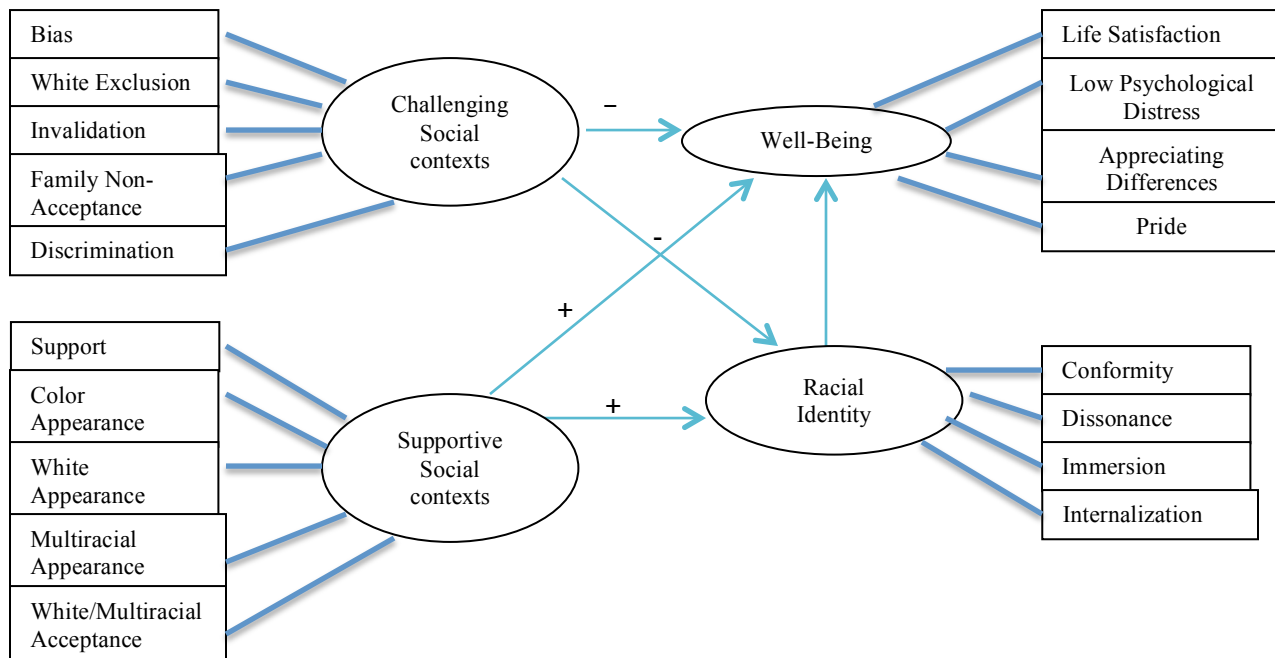 Bias
White Exclusion
Invalidation
Family Non-
Acceptance
Discrimination
Challenging
Social
contexts
–
Well-Being
Life Satisfaction
Low Psychological
Distress
Appreciating
Differences
Pride
-
+
Support
Color
Appearance
White
Appearance
Multiracial
Appearance
White/Multiracial
Acceptance
Supportive
Social
contexts
+
Racial
Identity
Conformity
Dissonance
Immersion
Internalization